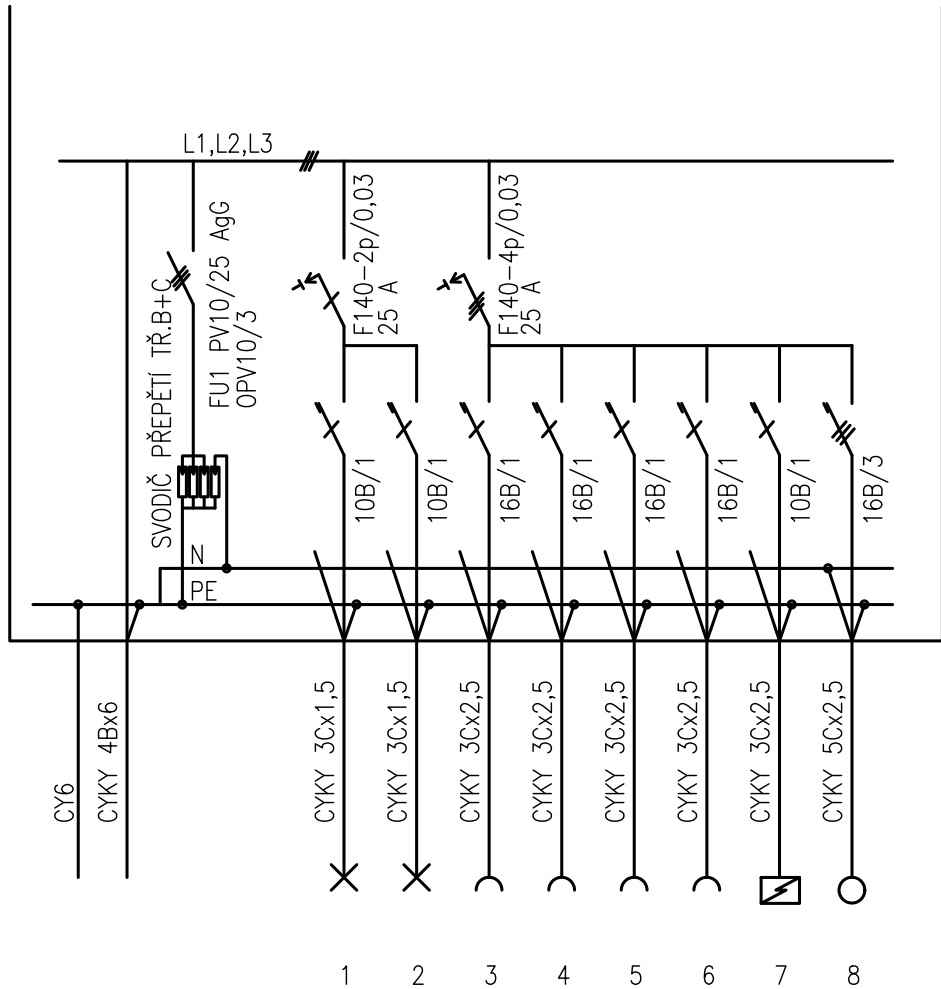 L1,L2,L3
SVODIČ PŘEPĚTÍ TŘ.B+C
FU1 PV10/25 AgG
OPV10/3
F140-2p/0,03
25 A
F140-4p/0,03
25 A
10B/1
10B/1
16B/1
16B/1
16B/1
16B/1
10B/1
16B/3
N
PE
CY6
CYKY 4Bx6
CYKY 3Cx1,5
CYKY 3Cx1,5
CYKY 3Cx2,5
CYKY 3Cx2,5
CYKY 3Cx2,5
CYKY 3Cx2,5
CYKY 3Cx2,5
CYKY 5Cx2,5
1 2 3 4 5 6 7 8